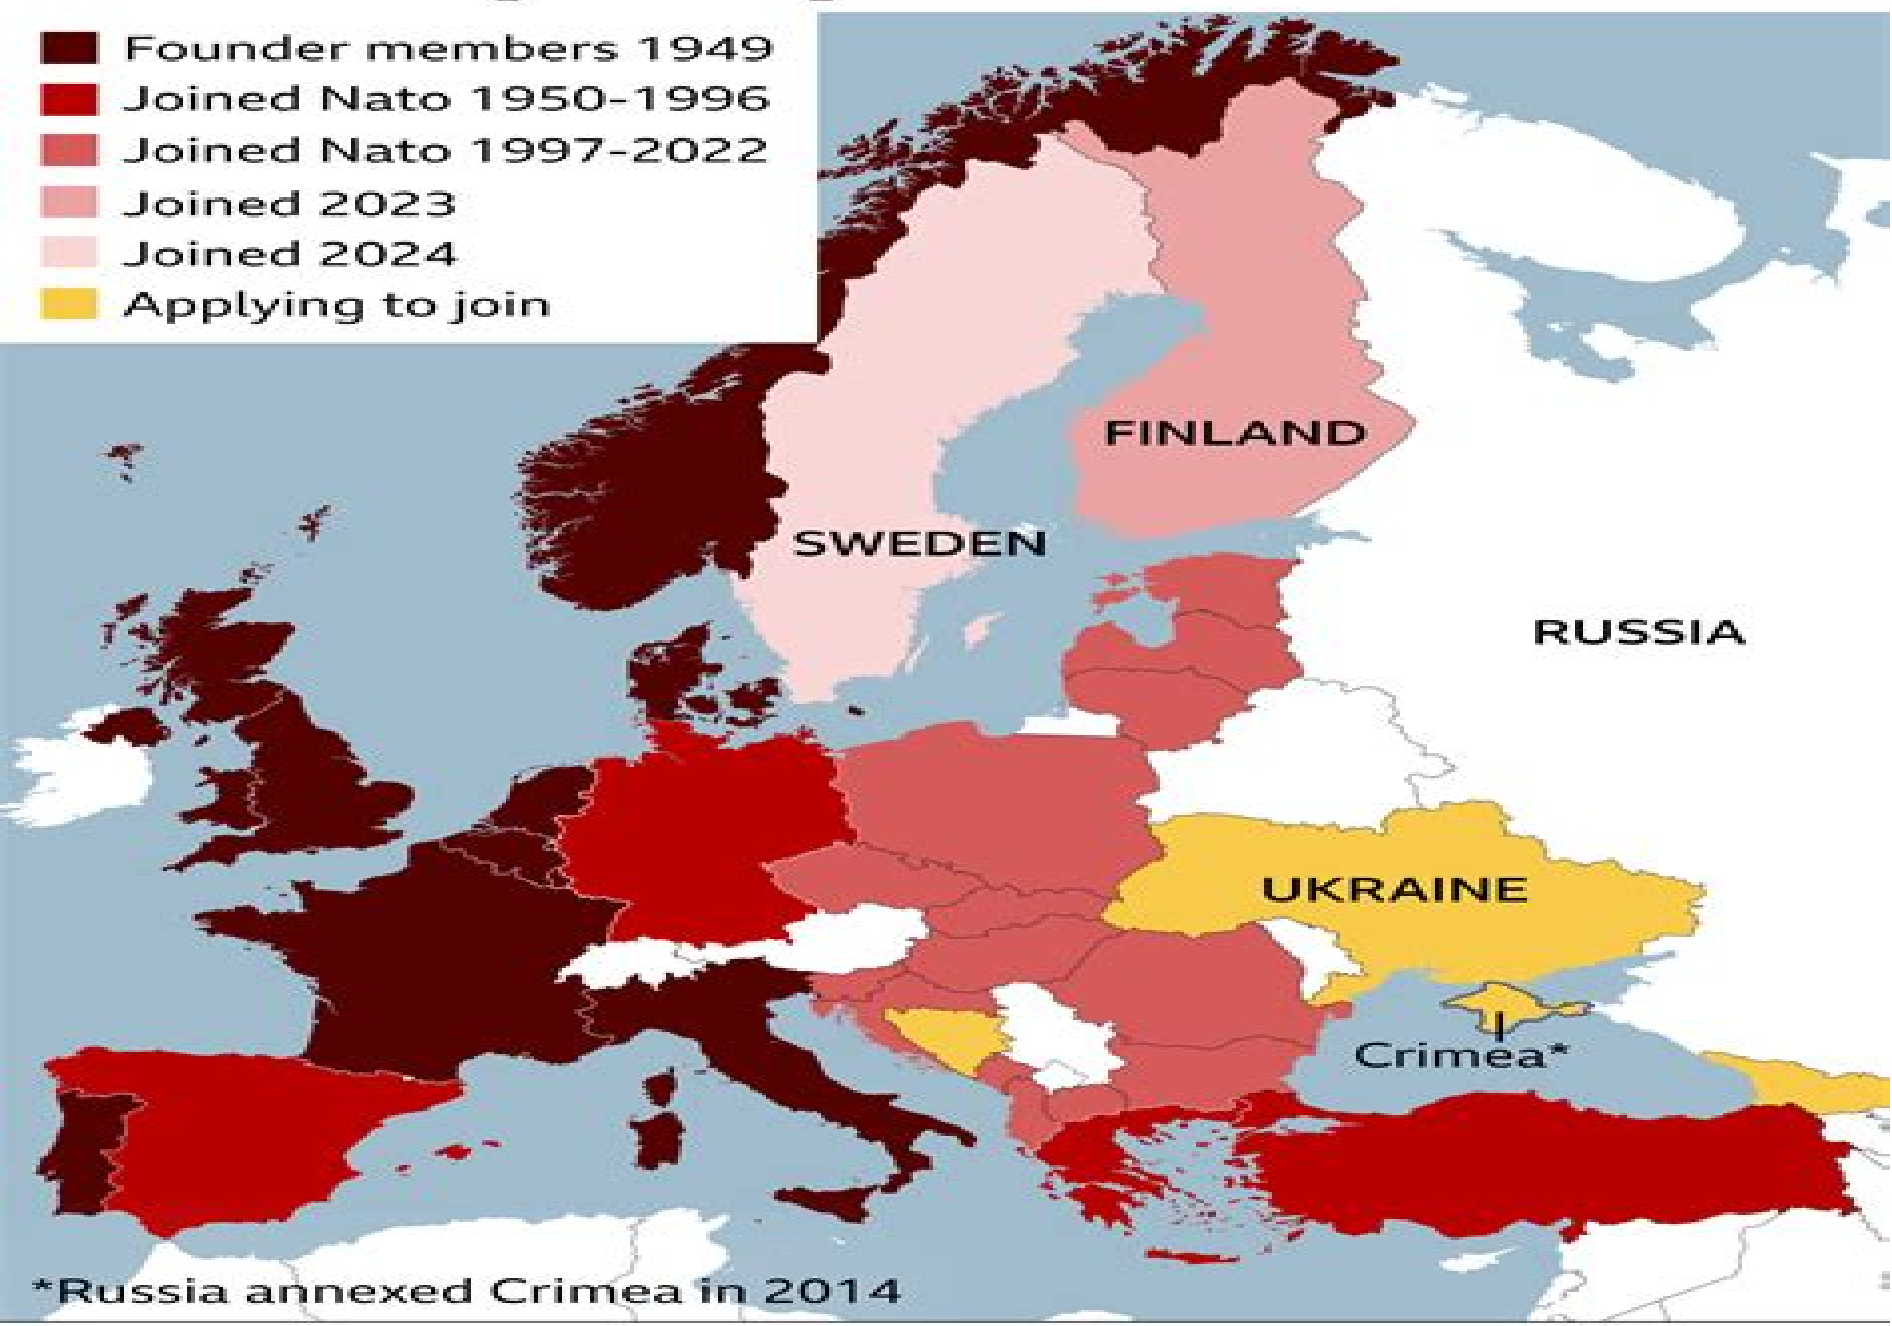 Founder members 1949
Joined Nato 1950-1996
Joined Nato 1997-2022
Joined 2023
Joined 2024
Applying to join
FINLAND
SWEDEN
RUSSIA
UKRAINE
Crimea*
*Russia annexed Crimea in 2014